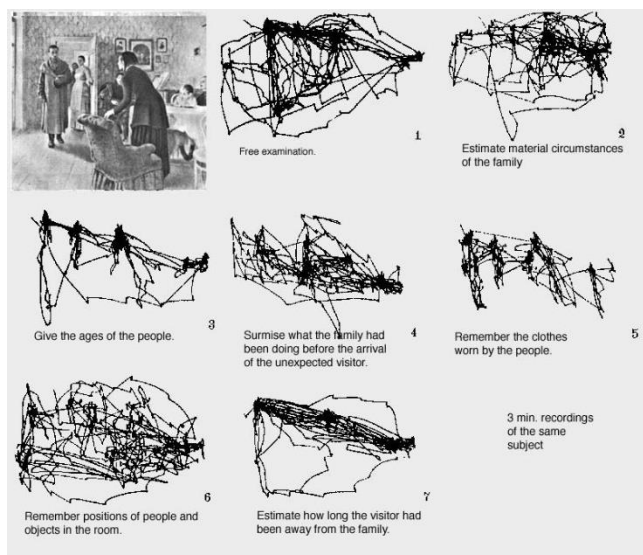 1
Free examination.
2
Estimate material circumstances
of the family
3
Give the ages of the people.
4
Surmise what the family had
been doing before the arrival
of the unexpected visitor.
5
Remember the clothes
worn by the people.
6
Remember positions of people and
objects in the room.
7
Estimate how long the visitor had
been away from the family.
3 min. recordings
of the same
subject